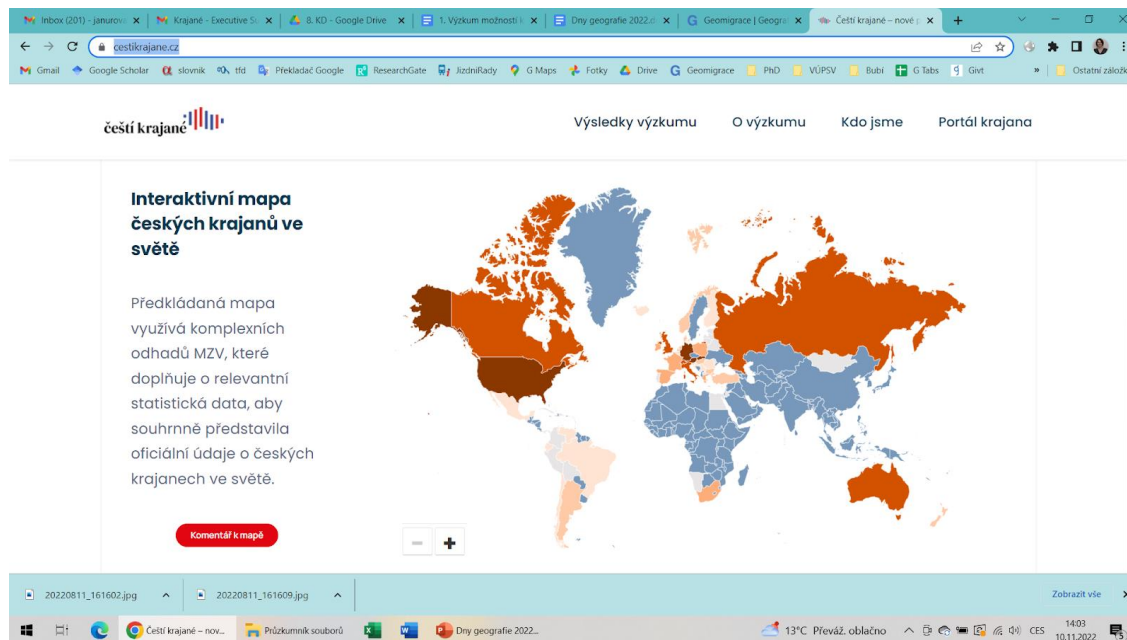 Inbox (201) - janurova
Krajané - Executive Su
8. KD - Google Drive
1. Výzkum možností k
Dny geografie 2022.d
Geomigrace | Geogra
Čeští krajané – nové p
cestikrajane.cz
Gmail
Google Scholar
slovnik
tfd
Překladač Google
ResearchGate
JizdniRady
G Maps
Fotky
Drive
Geomigrace
PhD
VÚPSV
Bubí
G Tabs
Givt
»
Ostatní záložk
čeští krajané
Výsledky výzkumu
O výzkumu
Kdo jsme
Portál krajana
Interaktivní mapa
českých krajanů ve
světě
Předkládaná mapa
využívá komplexních
odhadů MZV, které
doplňuje o relevantní
statistická data, aby
souhrnně představila
oficiální údaje o českých
krajanech ve světě.
Komentář k mapě
− +
20220811_161602.jpg
20220811_161609.jpg
Zobrazit vše
Čeští krajané – nov...
Průzkumník souborů
Dny geografie 2022...
13°C Převáž. oblačno
CES
14:03
10.11.2022